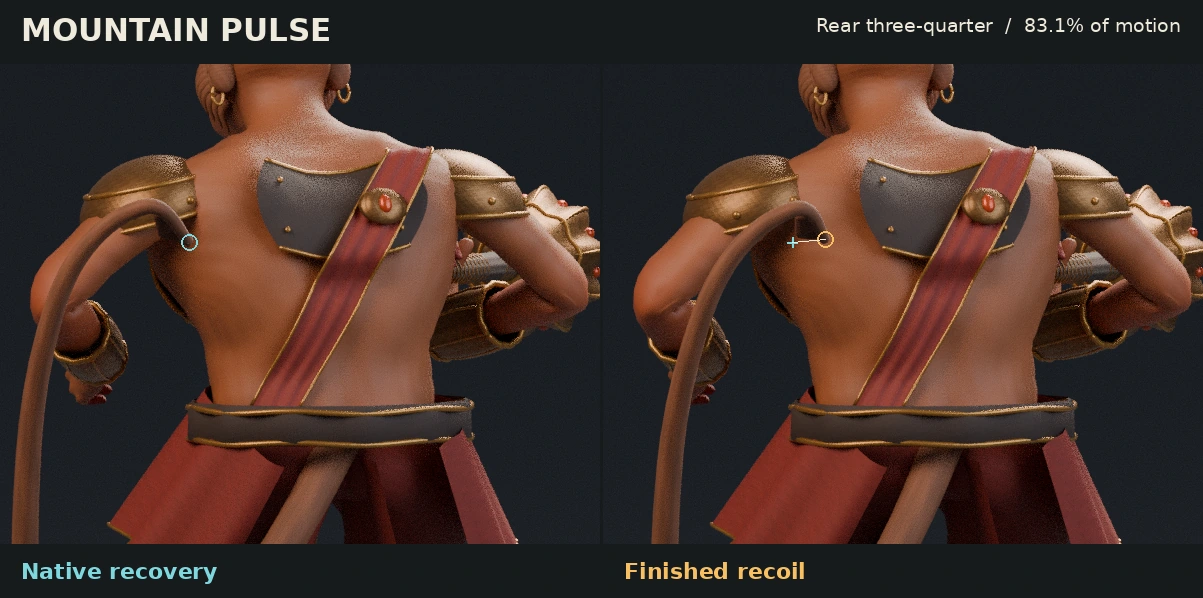 MOUNTAIN PULSE
Rear three-quarter / 83.1% of motion
Native recovery
Finished recoil